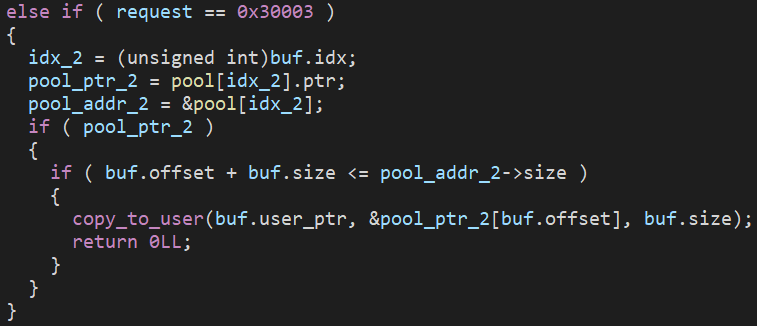 else if ( request == 0x30003 )
{
idx_2 = (unsigned int)buf.idx;
pool_ptr_2 = pool[idx_2].ptr;
pool_addr_2 = &pool[idx_2];
if ( pool_ptr_2 )
{
if ( buf.offset + buf.size <= pool_addr_2->size )
{
copy_to_user(buf.user_ptr, &pool_ptr_2[buf.offset], buf.size);
return 0LL;
}
}
}